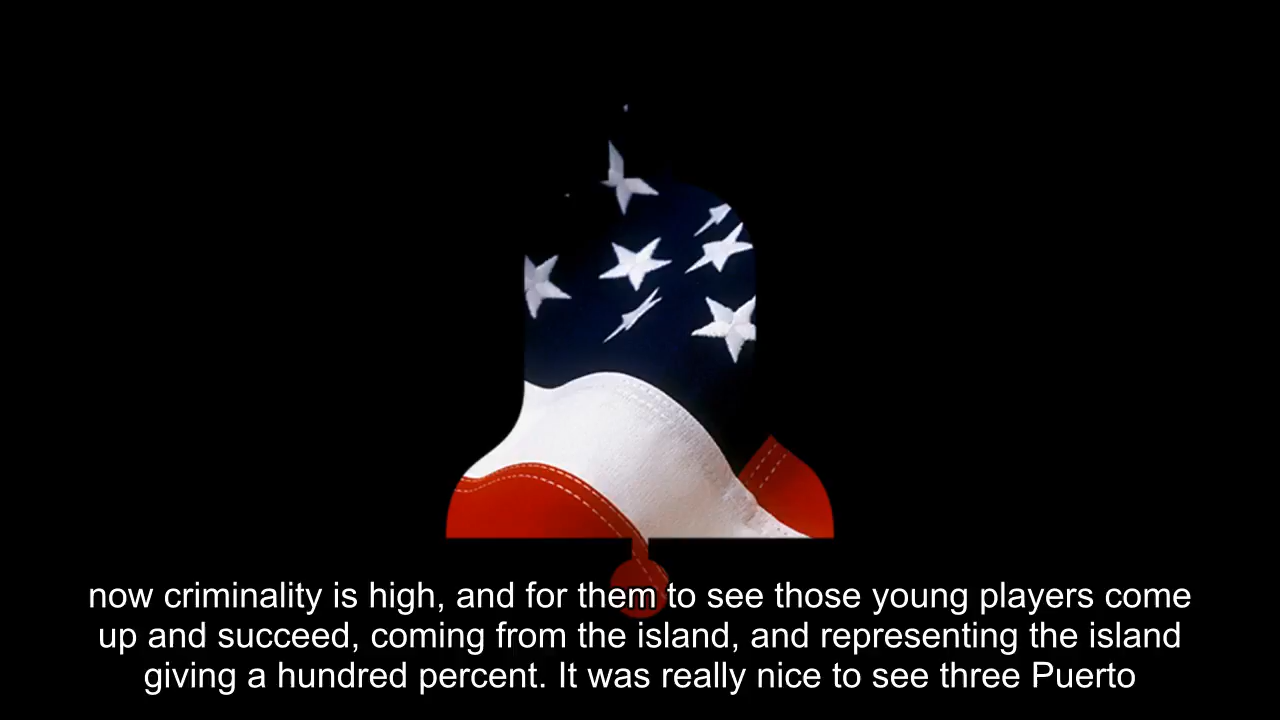 now criminality is high, and for them to see those young players come
up and succeed, coming from the island, and representing the island
giving a hundred percent. It was really nice to see three Puerto